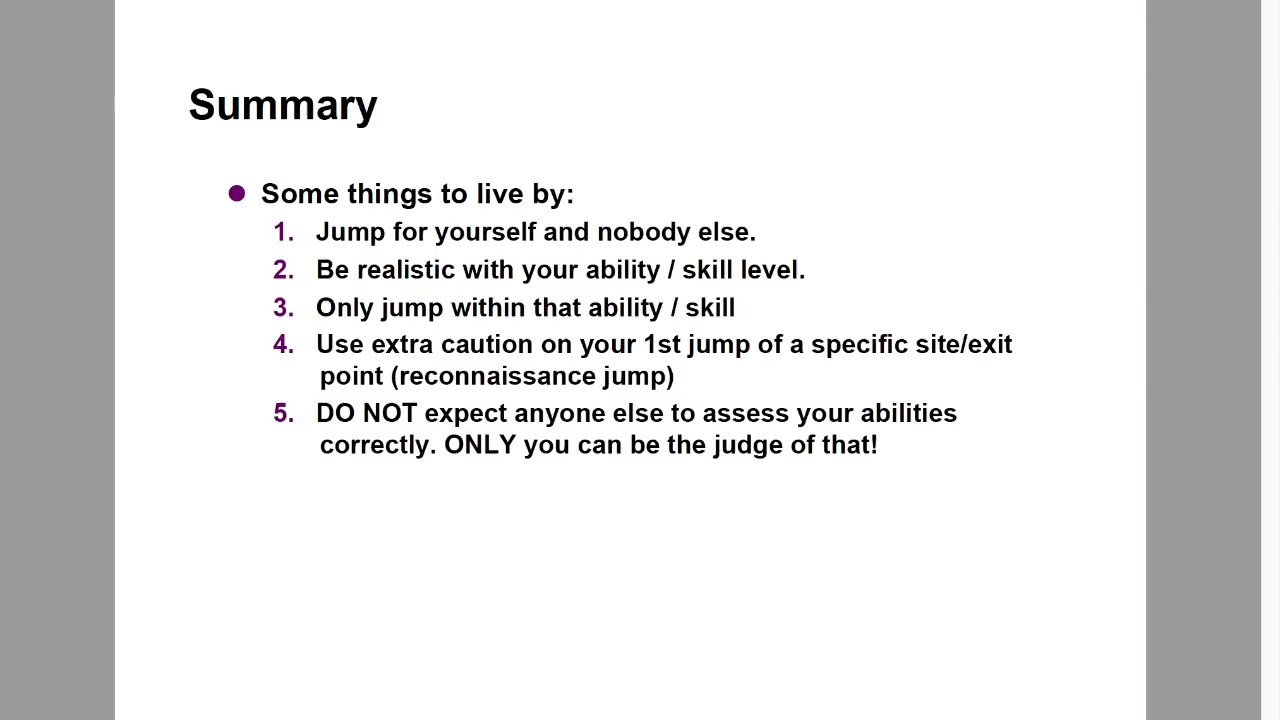 Summary
Some things to live by:
1. Jump for yourself and nobody else.
2. Be realistic with your ability / skill level.
3. Only jump within that ability / skill
4. Use extra caution on your 1st jump of a specific site/exit
point (reconnaissance jump)
5. DO NOT expect anyone else to assess your abilities
correctly. ONLY you can be the judge of that!